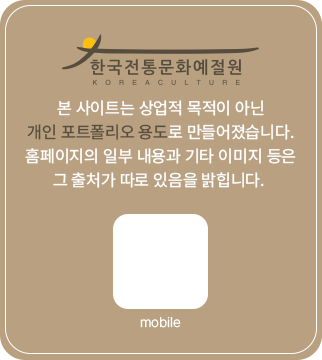 한국전통문화예절원
KOREACULTURE
본 사이트는 상업적 목적이 아닌
개인 포트폴리오 용도로 만들어졌습니다.
홈페이지의 일부 내용과 기타 이미지 등은
그 출처가 따로 있음을 밝힙니다.
mobile